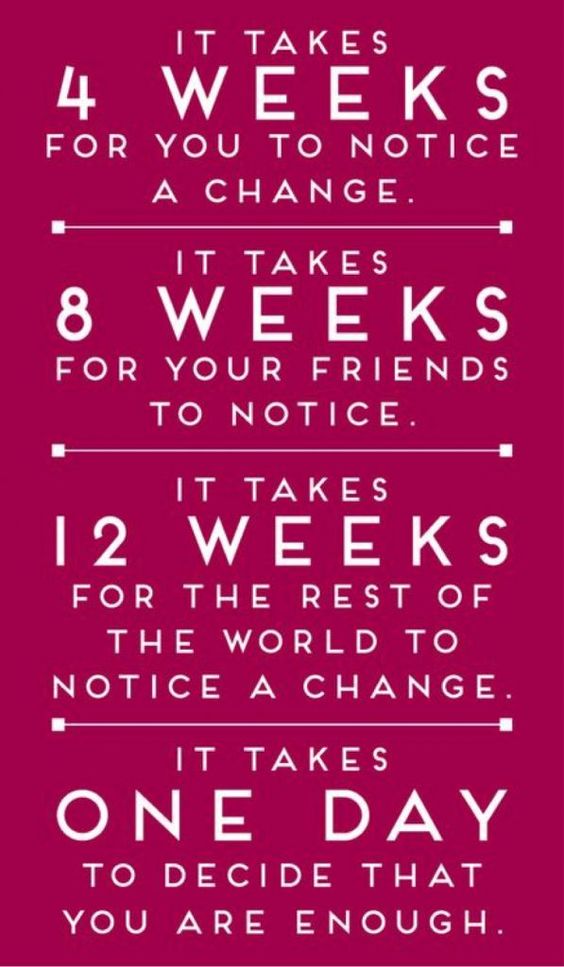 IT TAKES
4 WEEKS
FOR YOU TO NOTICE
A CHANGE.
IT TAKES
8 WEEKS
FOR YOUR FRIENDS
TO NOTICE.
IT TAKES
12 WEEKS
FOR THE REST OF
THE WORLD TO
NOTICE A CHANGE.
IT TAKES
ONE DAY
TO DECIDE THAT
YOU ARE ENOUGH.